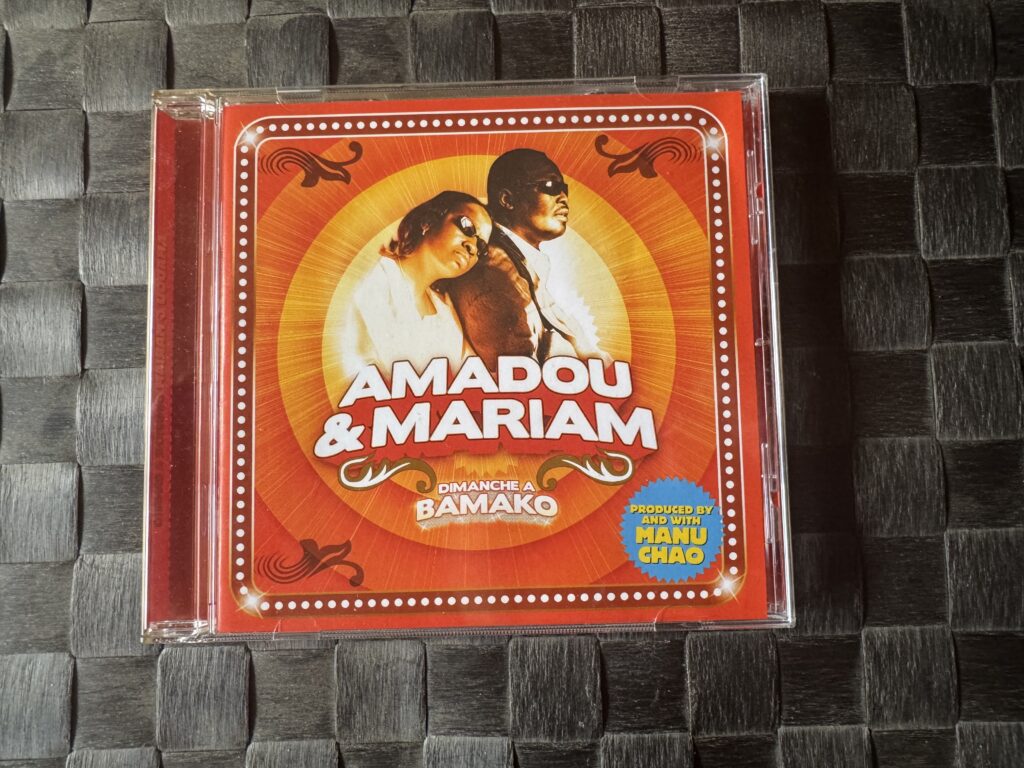 AMADOU
& MARIAM
DIMANCHE A
BAMAKO
PRODUCED BY
AND WITH
MANU
CHAO